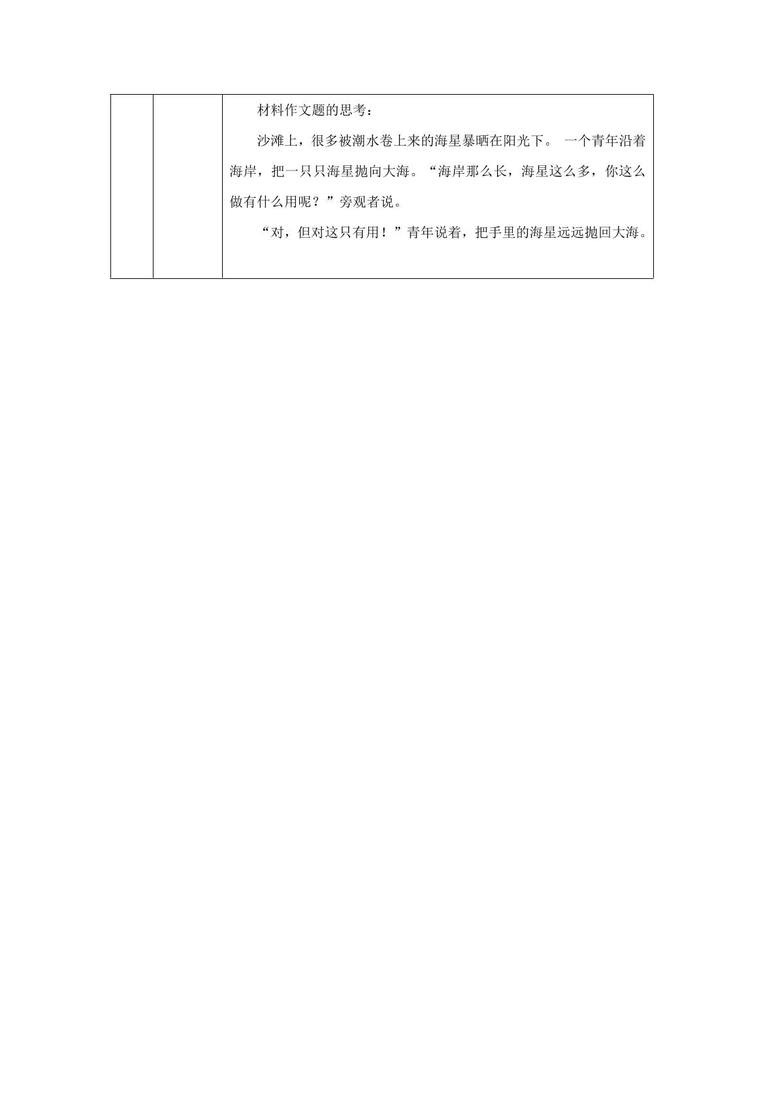 材料作文题的思考：
沙滩上，很多被潮水卷上来的海星暴晒在阳光下。 一个青年沿着
海岸，把一只只海星抛向大海。“海岸那么长，海星这么多，你这么
做有什么用呢？”旁观者说。
“对，但对这只有用！”青年说着，把手里的海星远远抛回大海。